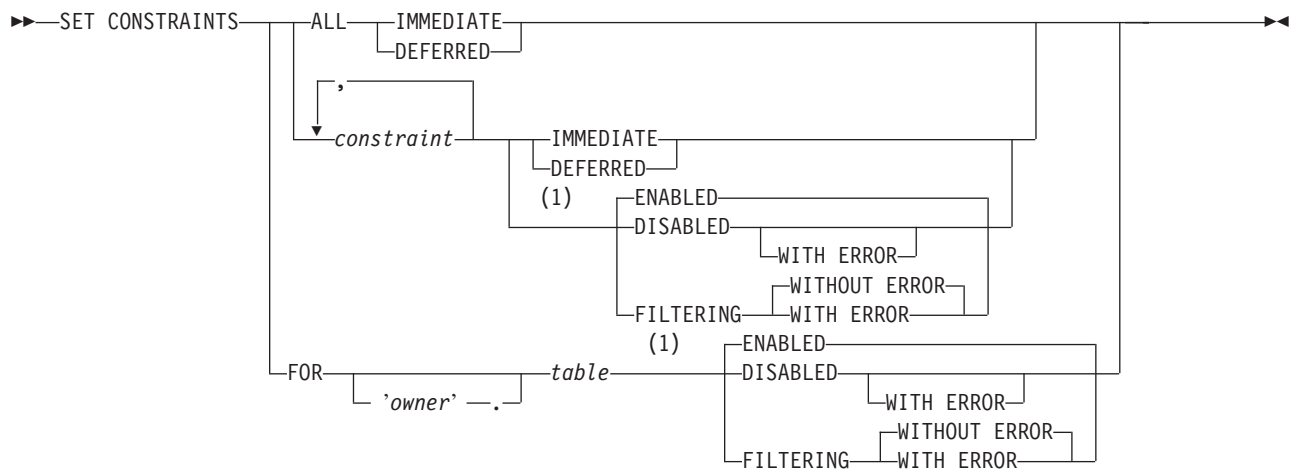 SET CONSTRAINTS ALL IMMEDIATE
DEFERRED
,
constraint IMMEDIATE
DEFERRED
(1) ENABLED
DISABLED
WITH ERROR
WITHOUT ERROR
FILTERING WITH ERROR
(1) ENABLED
FOR table DISABLED
'owner' . WITH ERROR
WITHOUT ERROR
FILTERING WITH ERROR